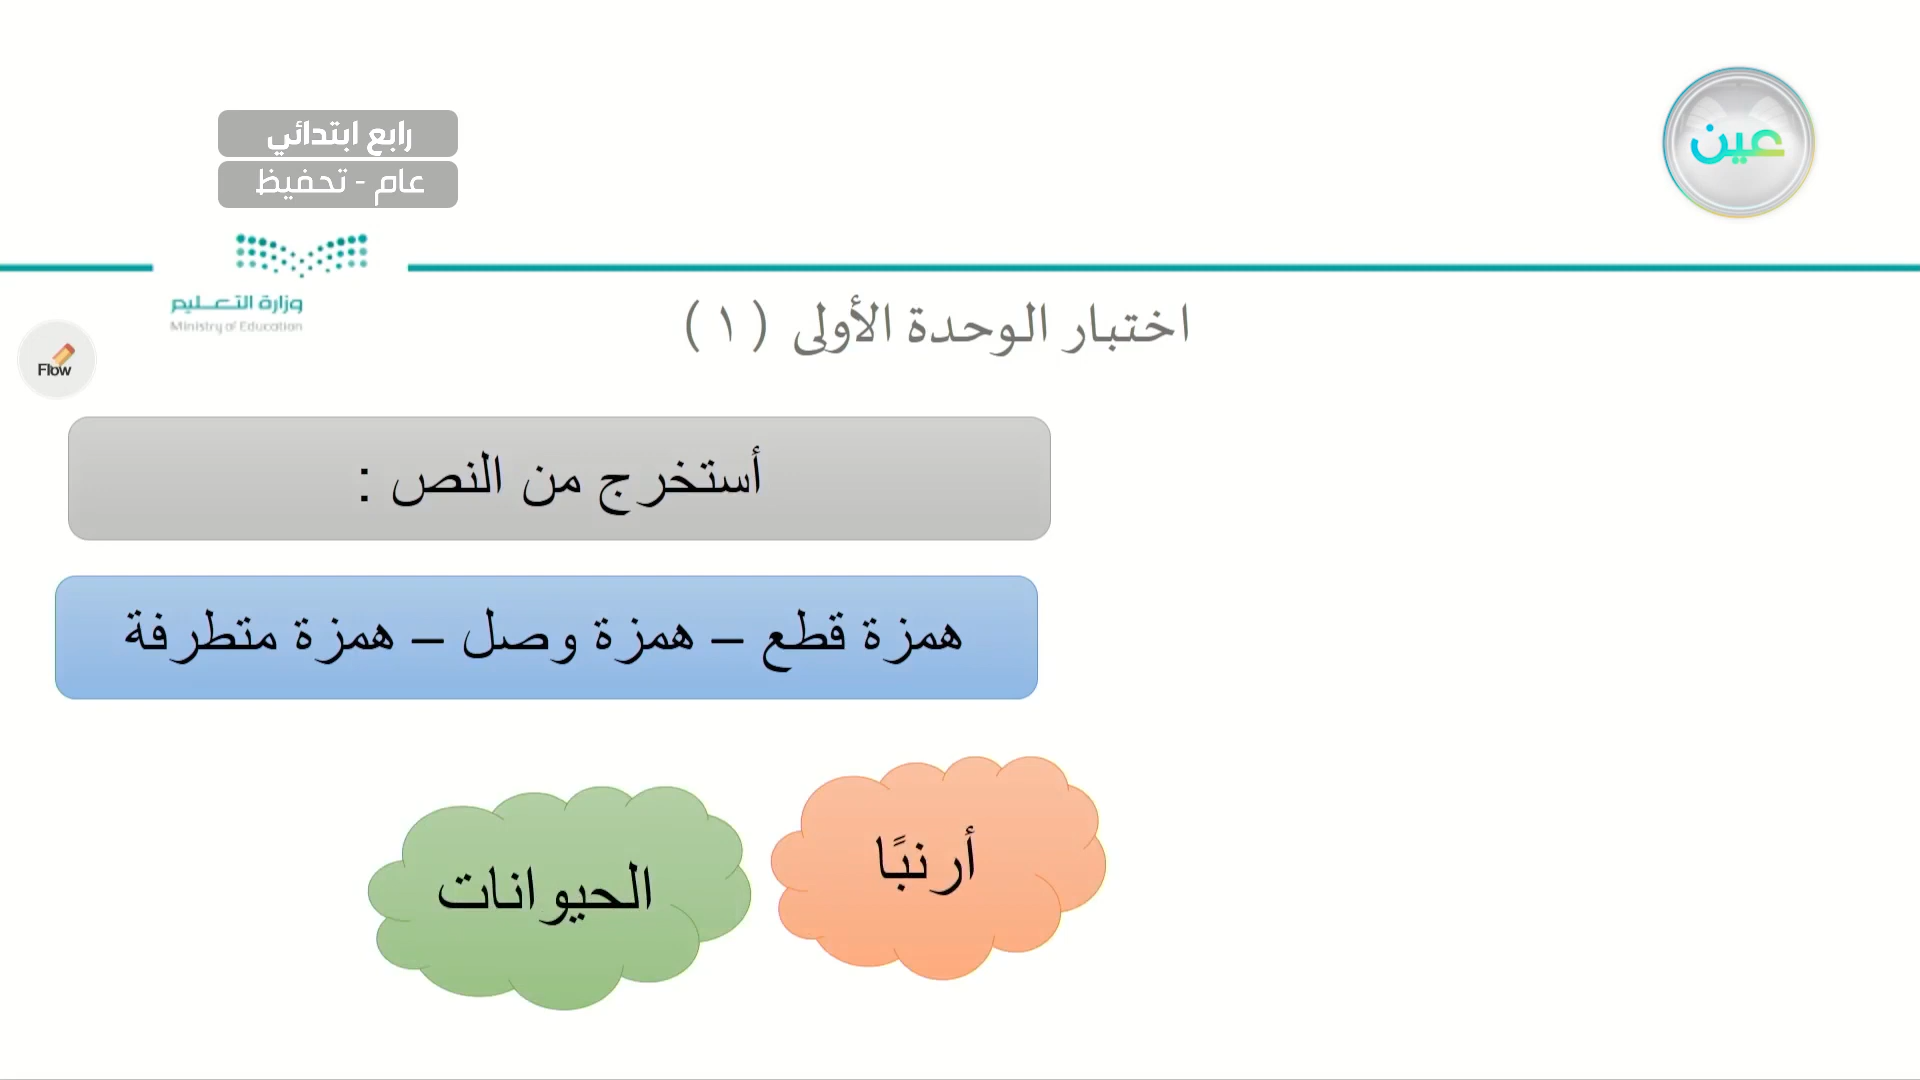 عين
رابع ابتدائي
عام - تحفيظ
وزارة التعليم
Ministry of Education
اختبار الوحدة الأولى ( ١ )
Flow
أستخرج من النص :
همزة قطع – همزة وصل – همزة متطرفة
أرنبًا
الحيوانات